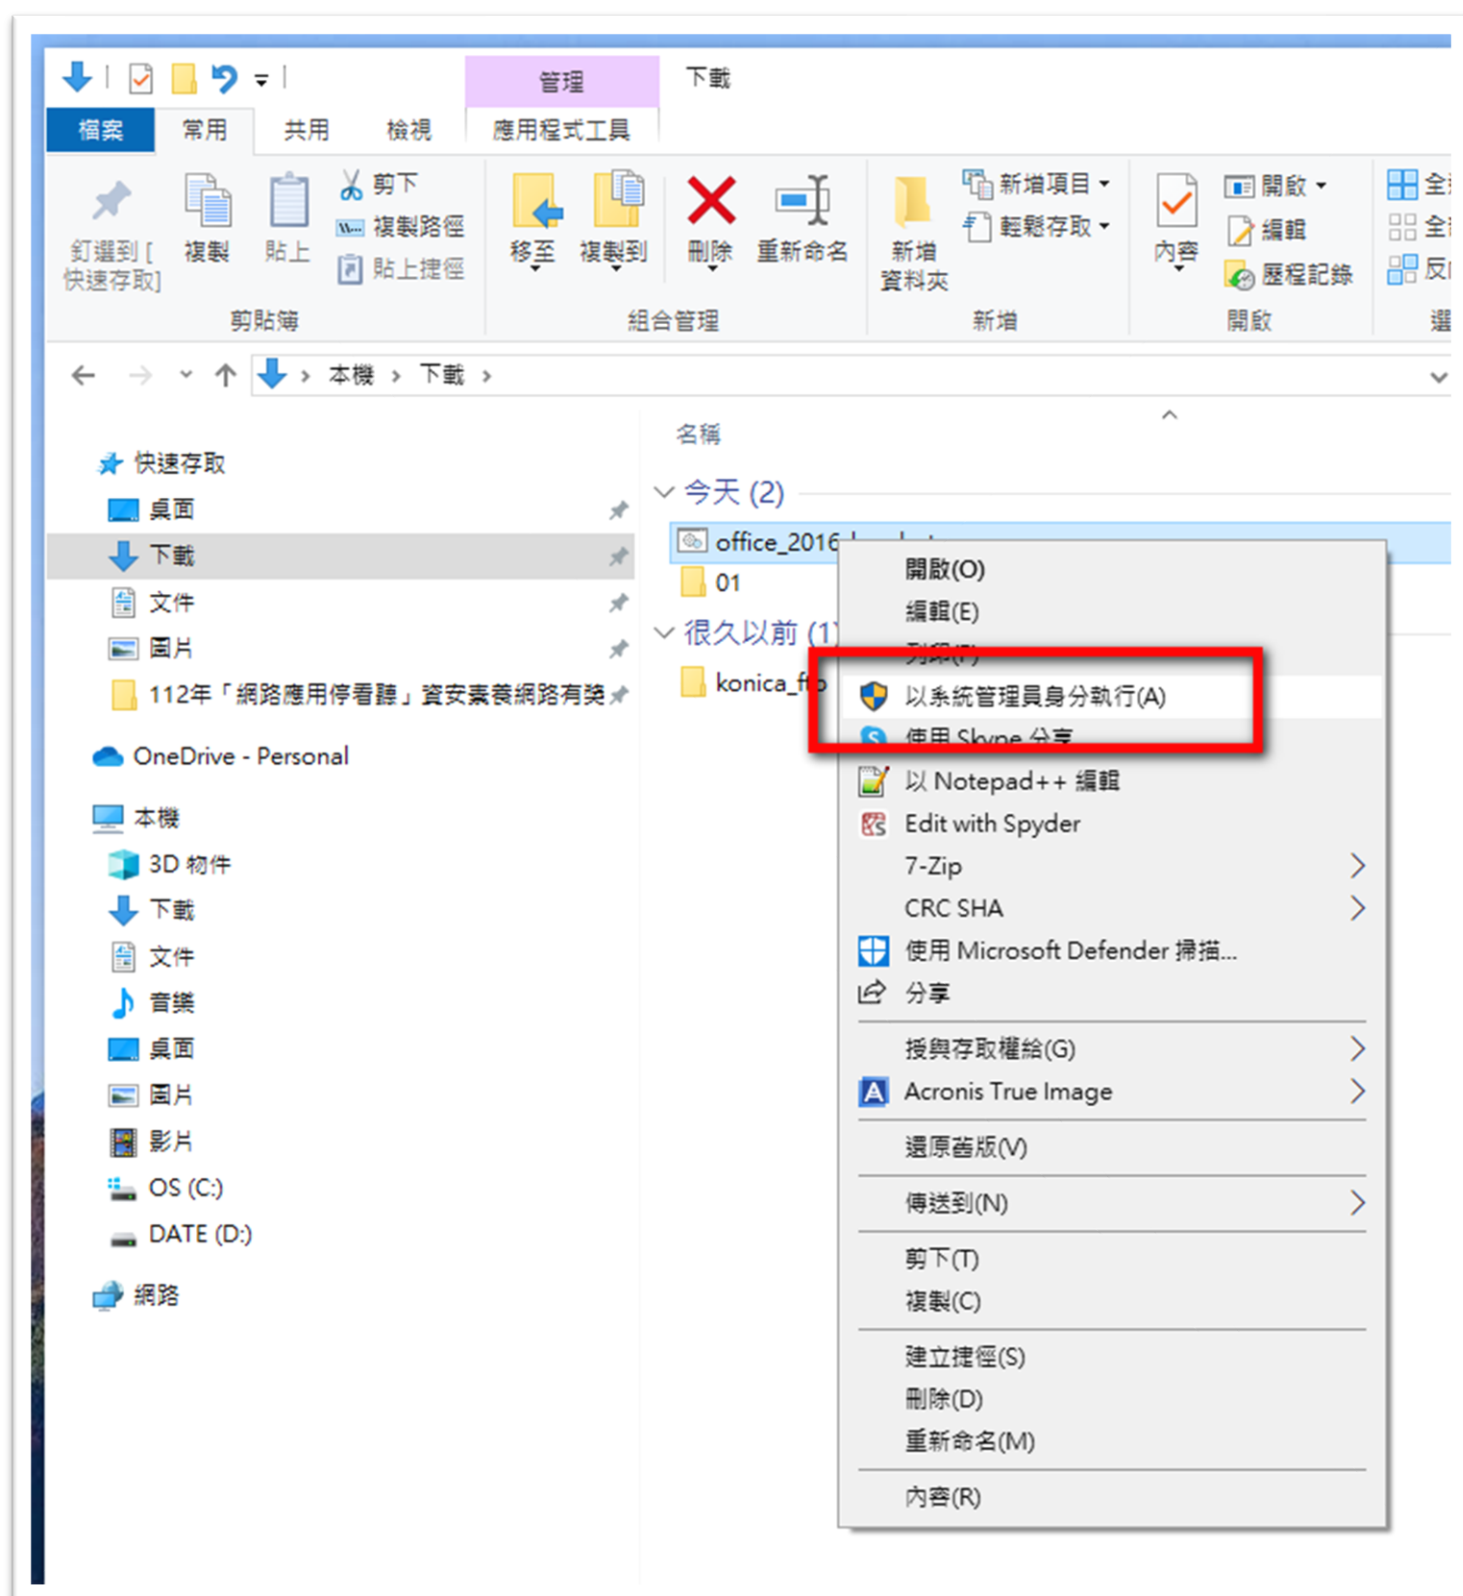 管理
下載
檔案
常用
共用
檢視
應用程式工具
釘選到 [
快速存取]
複製
貼上
剪下
複製路徑
貼上捷徑
剪貼簿
移至
複製到
刪除
重新命名
組合管理
新增
資料夾
新增項目
輕鬆存取
新增
內容
開啟
編輯
歷程記錄
開啟
全
全
反
選
本機 › 下載 ›
名稱
快速存取
桌面
下載
文件
圖片
112年「網路應用停看聽」資安素養網路有獎
OneDrive - Personal
本機
3D 物件
下載
文件
音樂
桌面
圖片
影片
OS (C:)
DATE (D:)
網路
今天 (2)
office_2016
01
很久以前 (1)
konica_ftp
開啟(O)
編輯(E)
列印(P)
以系統管理員身分執行(A)
使用 Skype 分享
以 Notepad++ 編輯
Edit with Spyder
7-Zip
CRC SHA
使用 Microsoft Defender 掃描...
分享
授與存取權給(G)
Acronis True Image
還原舊版(V)
傳送到(N)
剪下(T)
複製(C)
建立捷徑(S)
刪除(D)
重新命名(M)
內容(R)